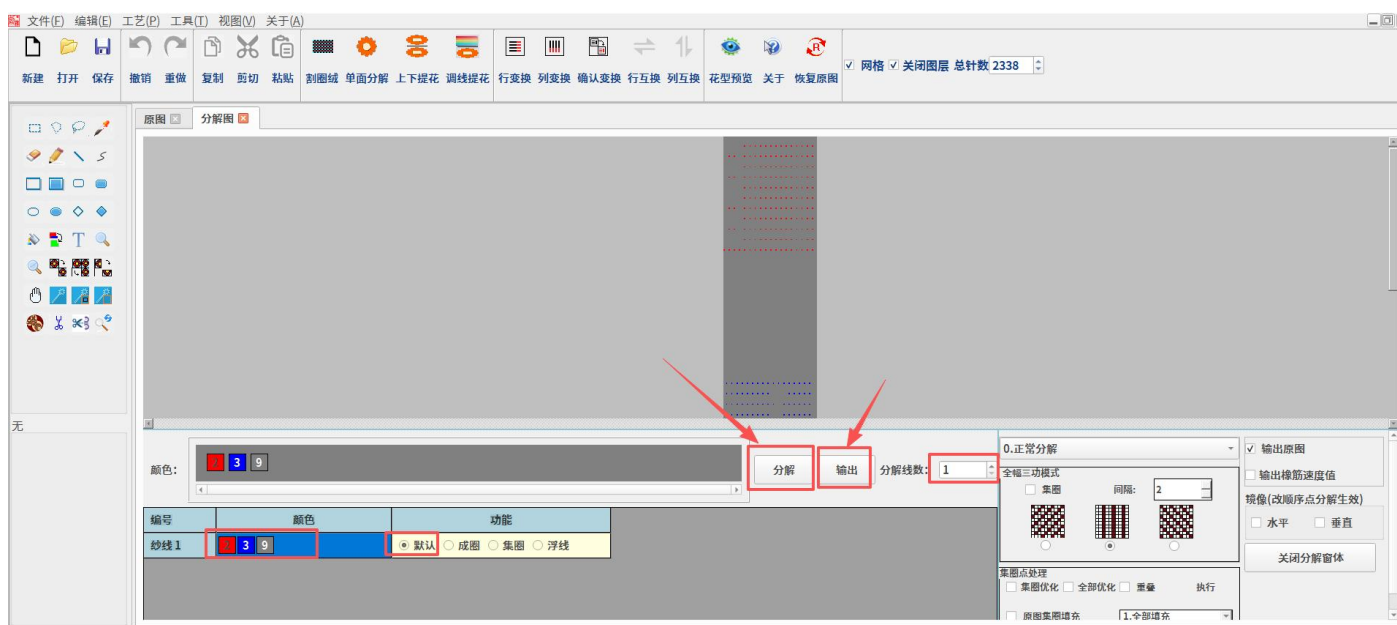 文件(F) 编辑(E) 工艺(P) 工具(T) 视图(V) 关于(A)
新建 打开 保存 撤销 重做 复制 剪切 粘贴 割圈绒 单面分解 上下提花 调线提花 行变换 列变换 确认变换 行互换 列互换 花型预览 关于 恢复原图 网格 关闭图层 总针数 2338
原图 分解图
无
颜色: 2 3 9 分解 输出 分解线数: 1
编号 颜色 功能
纱线 1 2 3 9 默认 成圈 集圈 浮线
0.正常分解
全幅三功模式
集圈 间隔: 2
集圈点处理
集圈优化 全部优化 重叠 执行
原图集圈填充 1.全部填充
输出原图
输出橡筋速度值
镜像(改顺序点分解生效)
水平 垂直
关闭分解窗体